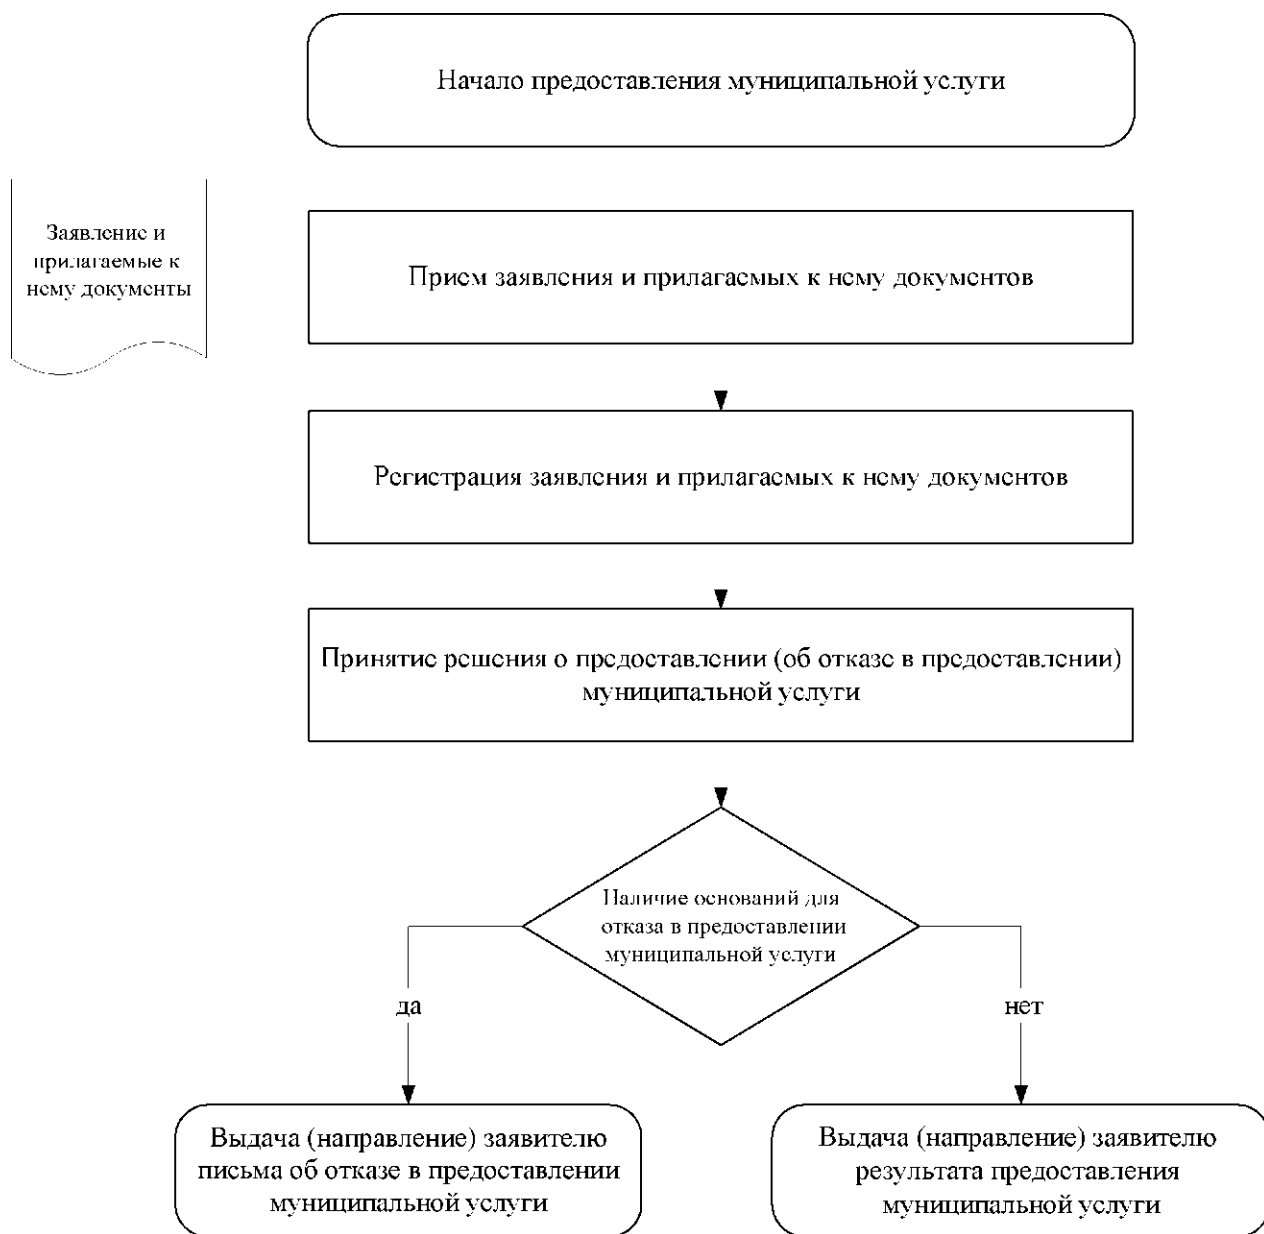 Начало предоставления муниципальной услуги
Заявление и
прилагаемые к
нему документы
Прием заявления и прилагаемых к нему документов
Регистрация заявления и прилагаемых к нему документов
Принятие решения о предоставлении (об отказе в предоставлении)
муниципальной услуги
Наличие оснований для
отказа в предоставлении
муниципальной услуги
да
нет
Выдача (направление) заявителю
письма об отказе в предоставлении
муниципальной услуги
Выдача (направление) заявителю
результата предоставления
муниципальной услуги